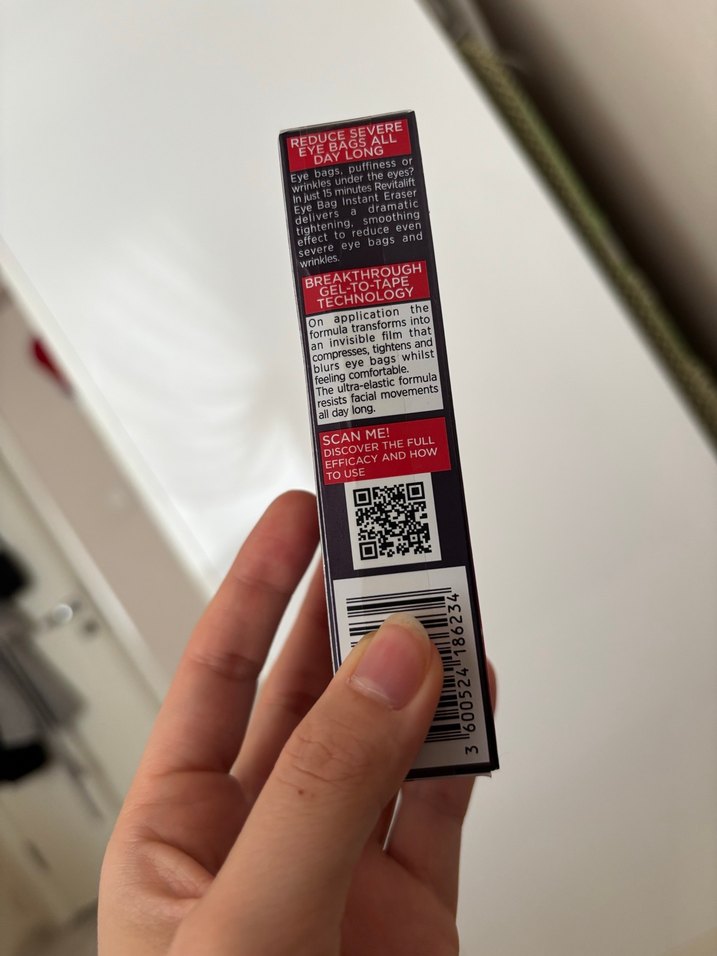 REDUCE SEVERE
EYE BAGS ALL
DAY LONG
Eye bags, puffiness or
wrinkles under the eyes?
In just 15 minutes Revitalift
Eye Bag Instant Eraser
delivers a dramatic
tightening, smoothing
effect to reduce even
severe eye bags and
wrinkles.
BREAKTHROUGH
GEL-TO-TAPE
TECHNOLOGY
On application the
formula transforms into
an invisible film that
compresses, tightens and
blurs eye bags whilst
feeling comfortable.
The ultra-elastic formula
resists facial movements
all day long.
SCAN ME!
DISCOVER THE FULL
EFFICACY AND HOW
TO USE
3 600524 186234